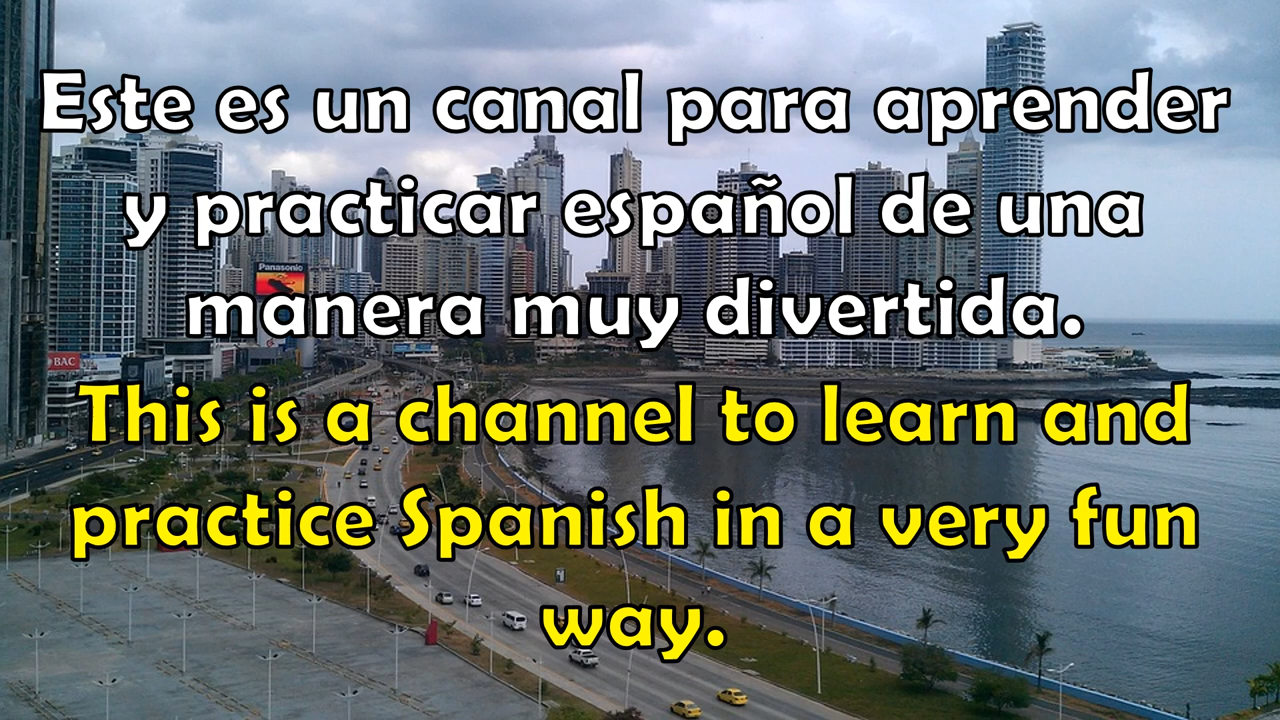 Este es un canal para aprender
y practicar español de una
manera muy divertida.
This is a channel to learn and
practice Spanish in a very fun
way.
Panasonic
BAC